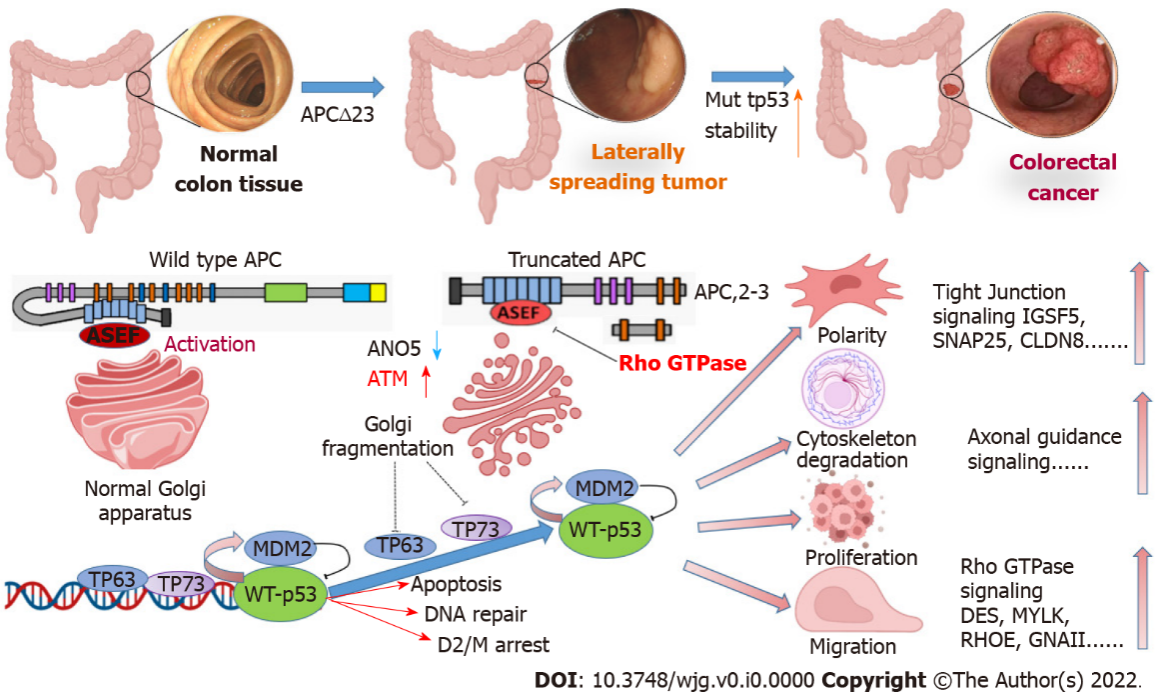 APCΔ23
Mut tp53
stability
Normal
colon tissue
Laterally
spreading tumor
Colorectal
cancer
Wild type APC
ASEF
Activation
Normal Golgi
apparatus
Truncated APC
APC,2-3
ASEF
Rho GTPase
ANO5
ATM
Golgi
fragmentation
TP63
TP73
MDM2
WT-p53
TP63
TP73
MDM2
WT-p53
Apoptosis
DNA repair
D2/M arrest
Polarity
Cytoskeleton
degradation
Proliferation
Migration
Tight Junction
signaling IGSF5,
SNAP25, CLDN8.......
Axonal guidance
signaling......
Rho GTPase
signaling
DES, MYLK,
RHOE, GNAII......
DOI: 10.3748/wjg.v0.i0.0000 Copyright ©The Author(s) 2022.